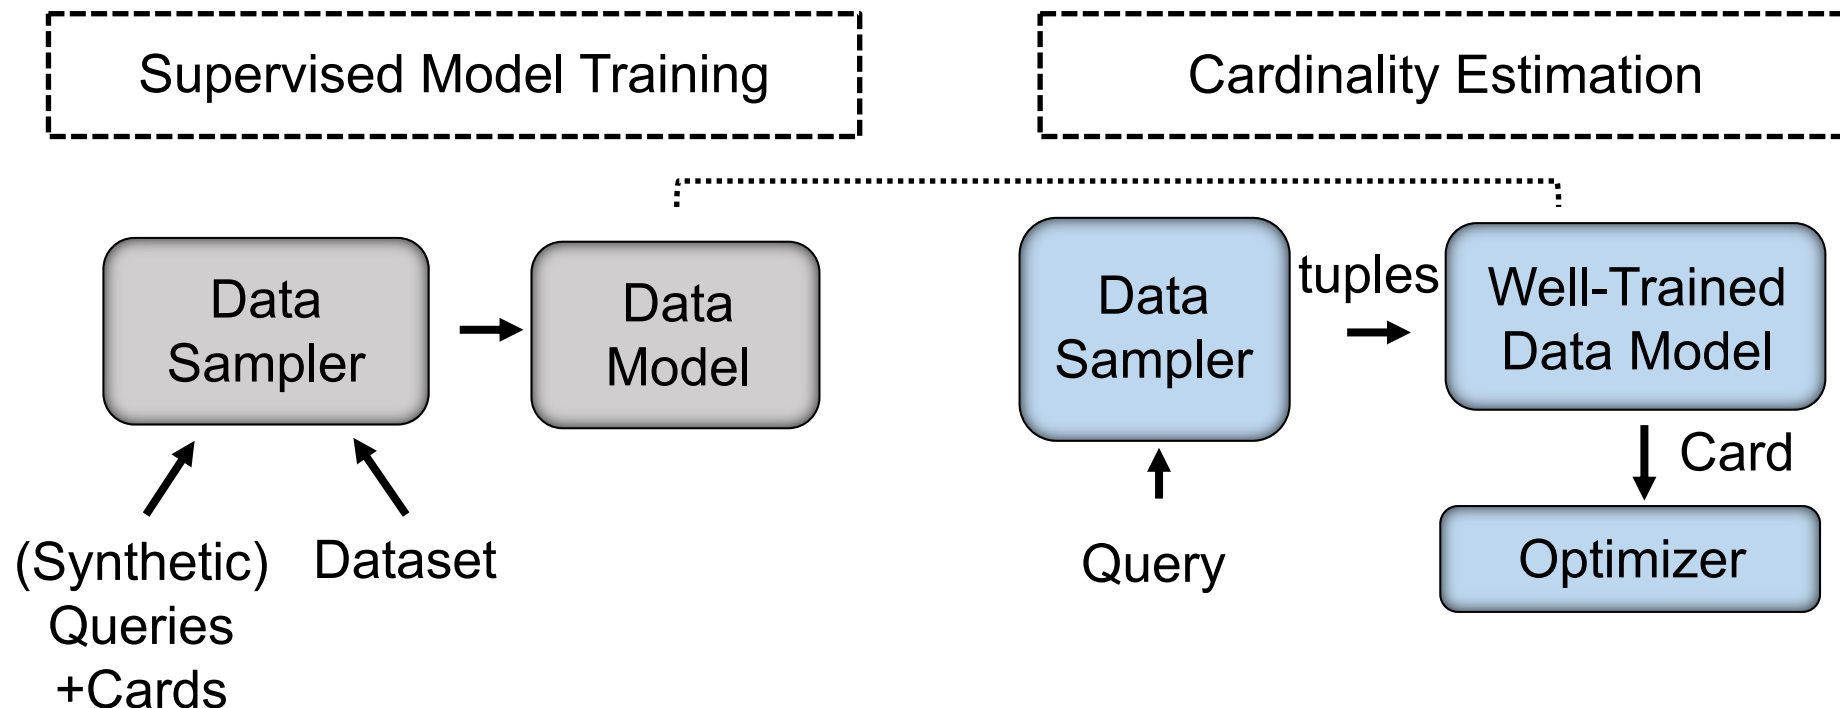 Supervised Model Training
Cardinality Estimation
Data
Sampler
Data
Model
(Synthetic)
Queries
+Cards
Dataset
Data
Sampler
tuples
Well-Trained
Data Model
Query
Card
Optimizer